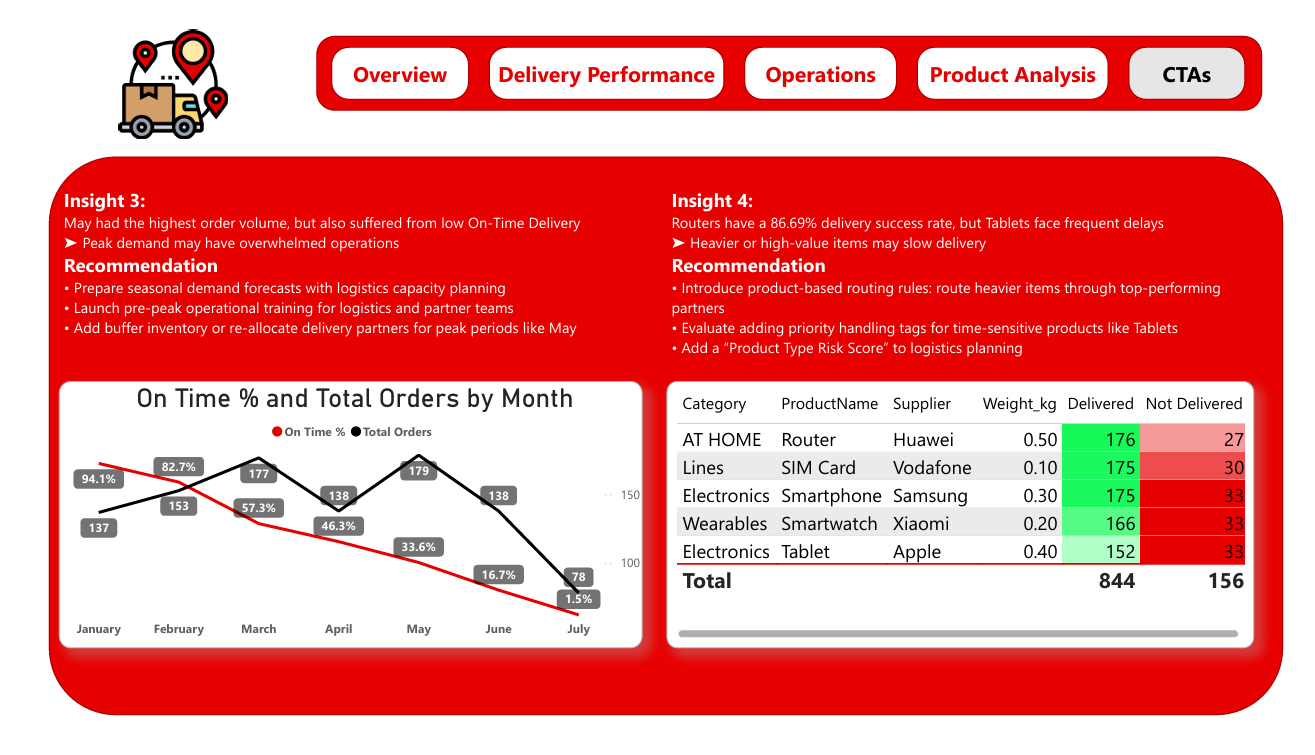 Overview
Delivery Performance
Operations
Product Analysis
CTAs
Insight 3:
May had the highest order volume, but also suffered from low On-Time Delivery
➤ Peak demand may have overwhelmed operations
Recommendation
• Prepare seasonal demand forecasts with logistics capacity planning
• Launch pre-peak operational training for logistics and partner teams
• Add buffer inventory or re-allocate delivery partners for peak periods like May
Insight 4:
Routers have a 86.69% delivery success rate, but Tablets face frequent delays
➤ Heavier or high-value items may slow delivery
Recommendation
• Introduce product-based routing rules: route heavier items through top-performing
partners
• Evaluate adding priority handling tags for time-sensitive products like Tablets
• Add a “Product Type Risk Score” to logistics planning
On Time % and Total Orders by Month
On Time % Total Orders
94.1% 82.7% 57.3% 46.3% 33.6% 16.7% 1.5%
137 153 177 138 179 138 78
150
100
January February March April May June July
Category ProductName Supplier Weight_kg Delivered Not Delivered
AT HOME Router Huawei 0.50 176 27
Lines SIM Card Vodafone 0.10 175 30
Electronics Smartphone Samsung 0.30 175 33
Wearables Smartwatch Xiaomi 0.20 166 33
Electronics Tablet Apple 0.40 152 33
Total 844 156